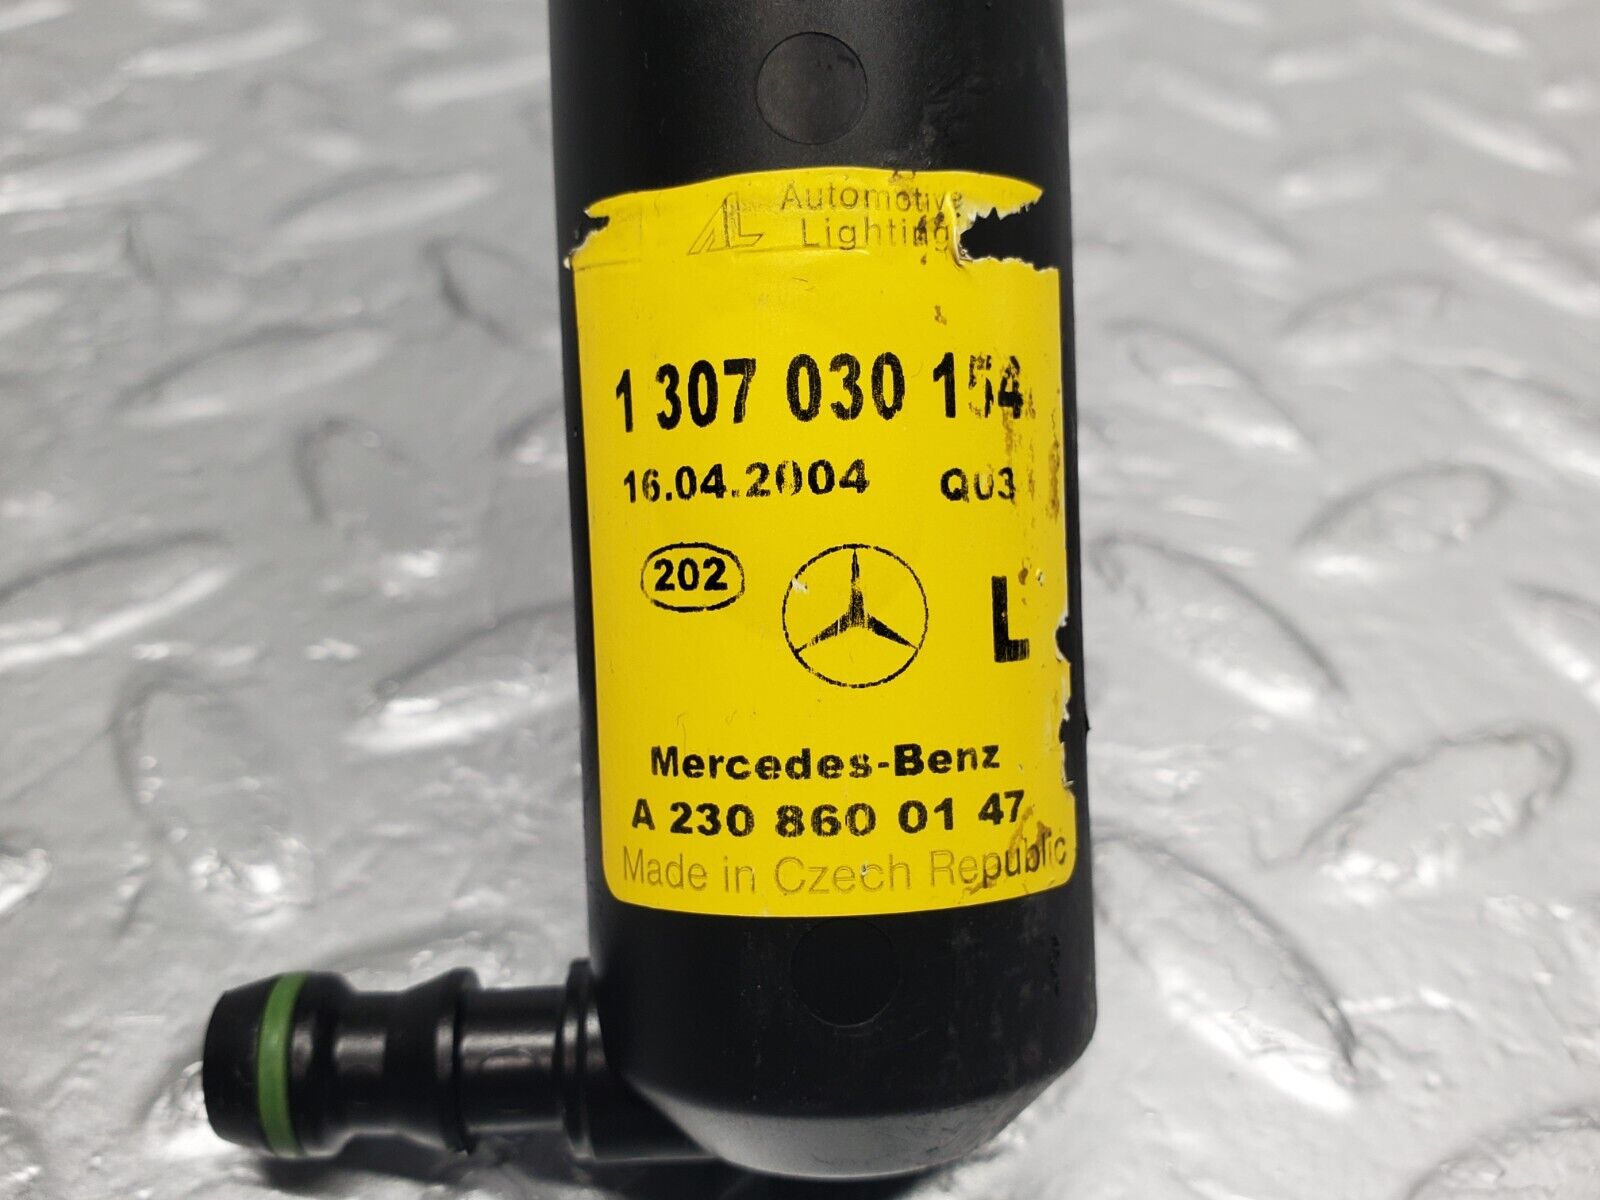 AL Automotive
Lighting
1 307 030 154
16.04.2004 Q03
202 L
Mercedes-Benz
A 230 860 01 47
Made in Czech Republic